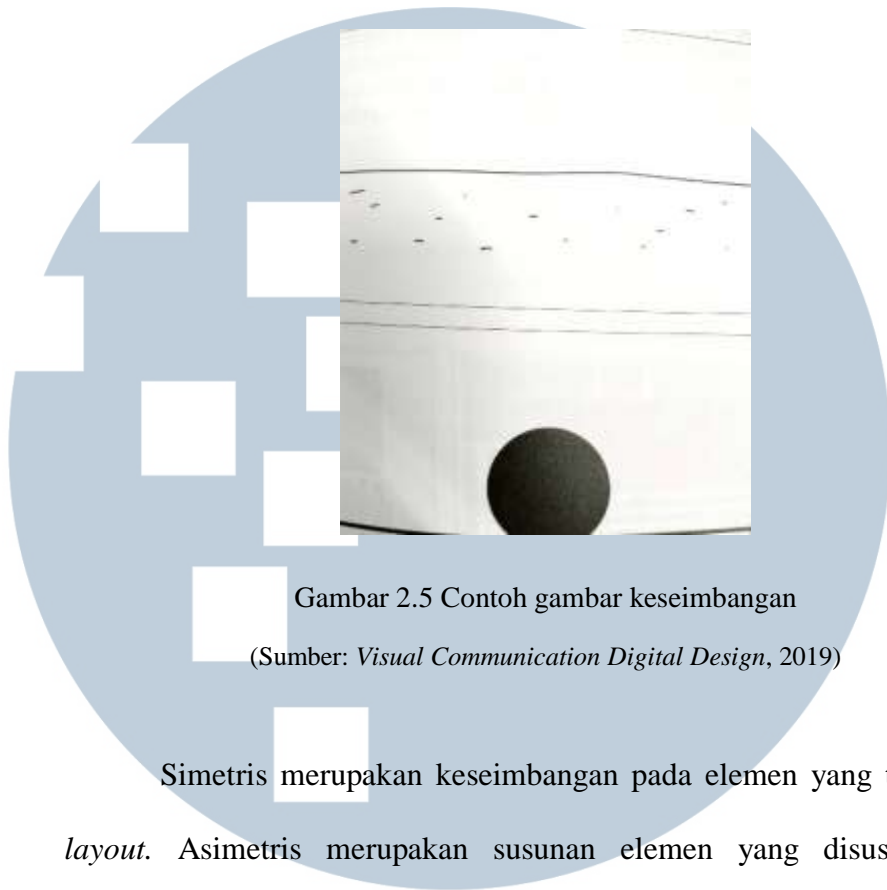 Gambar 2.5 Contoh gambar keseimbangan
(Sumber: Visual Communication Digital Design, 2019)
Simetris merupakan keseimbangan pada elemen yang
layout. Asimetris merupakan susunan elemen yang